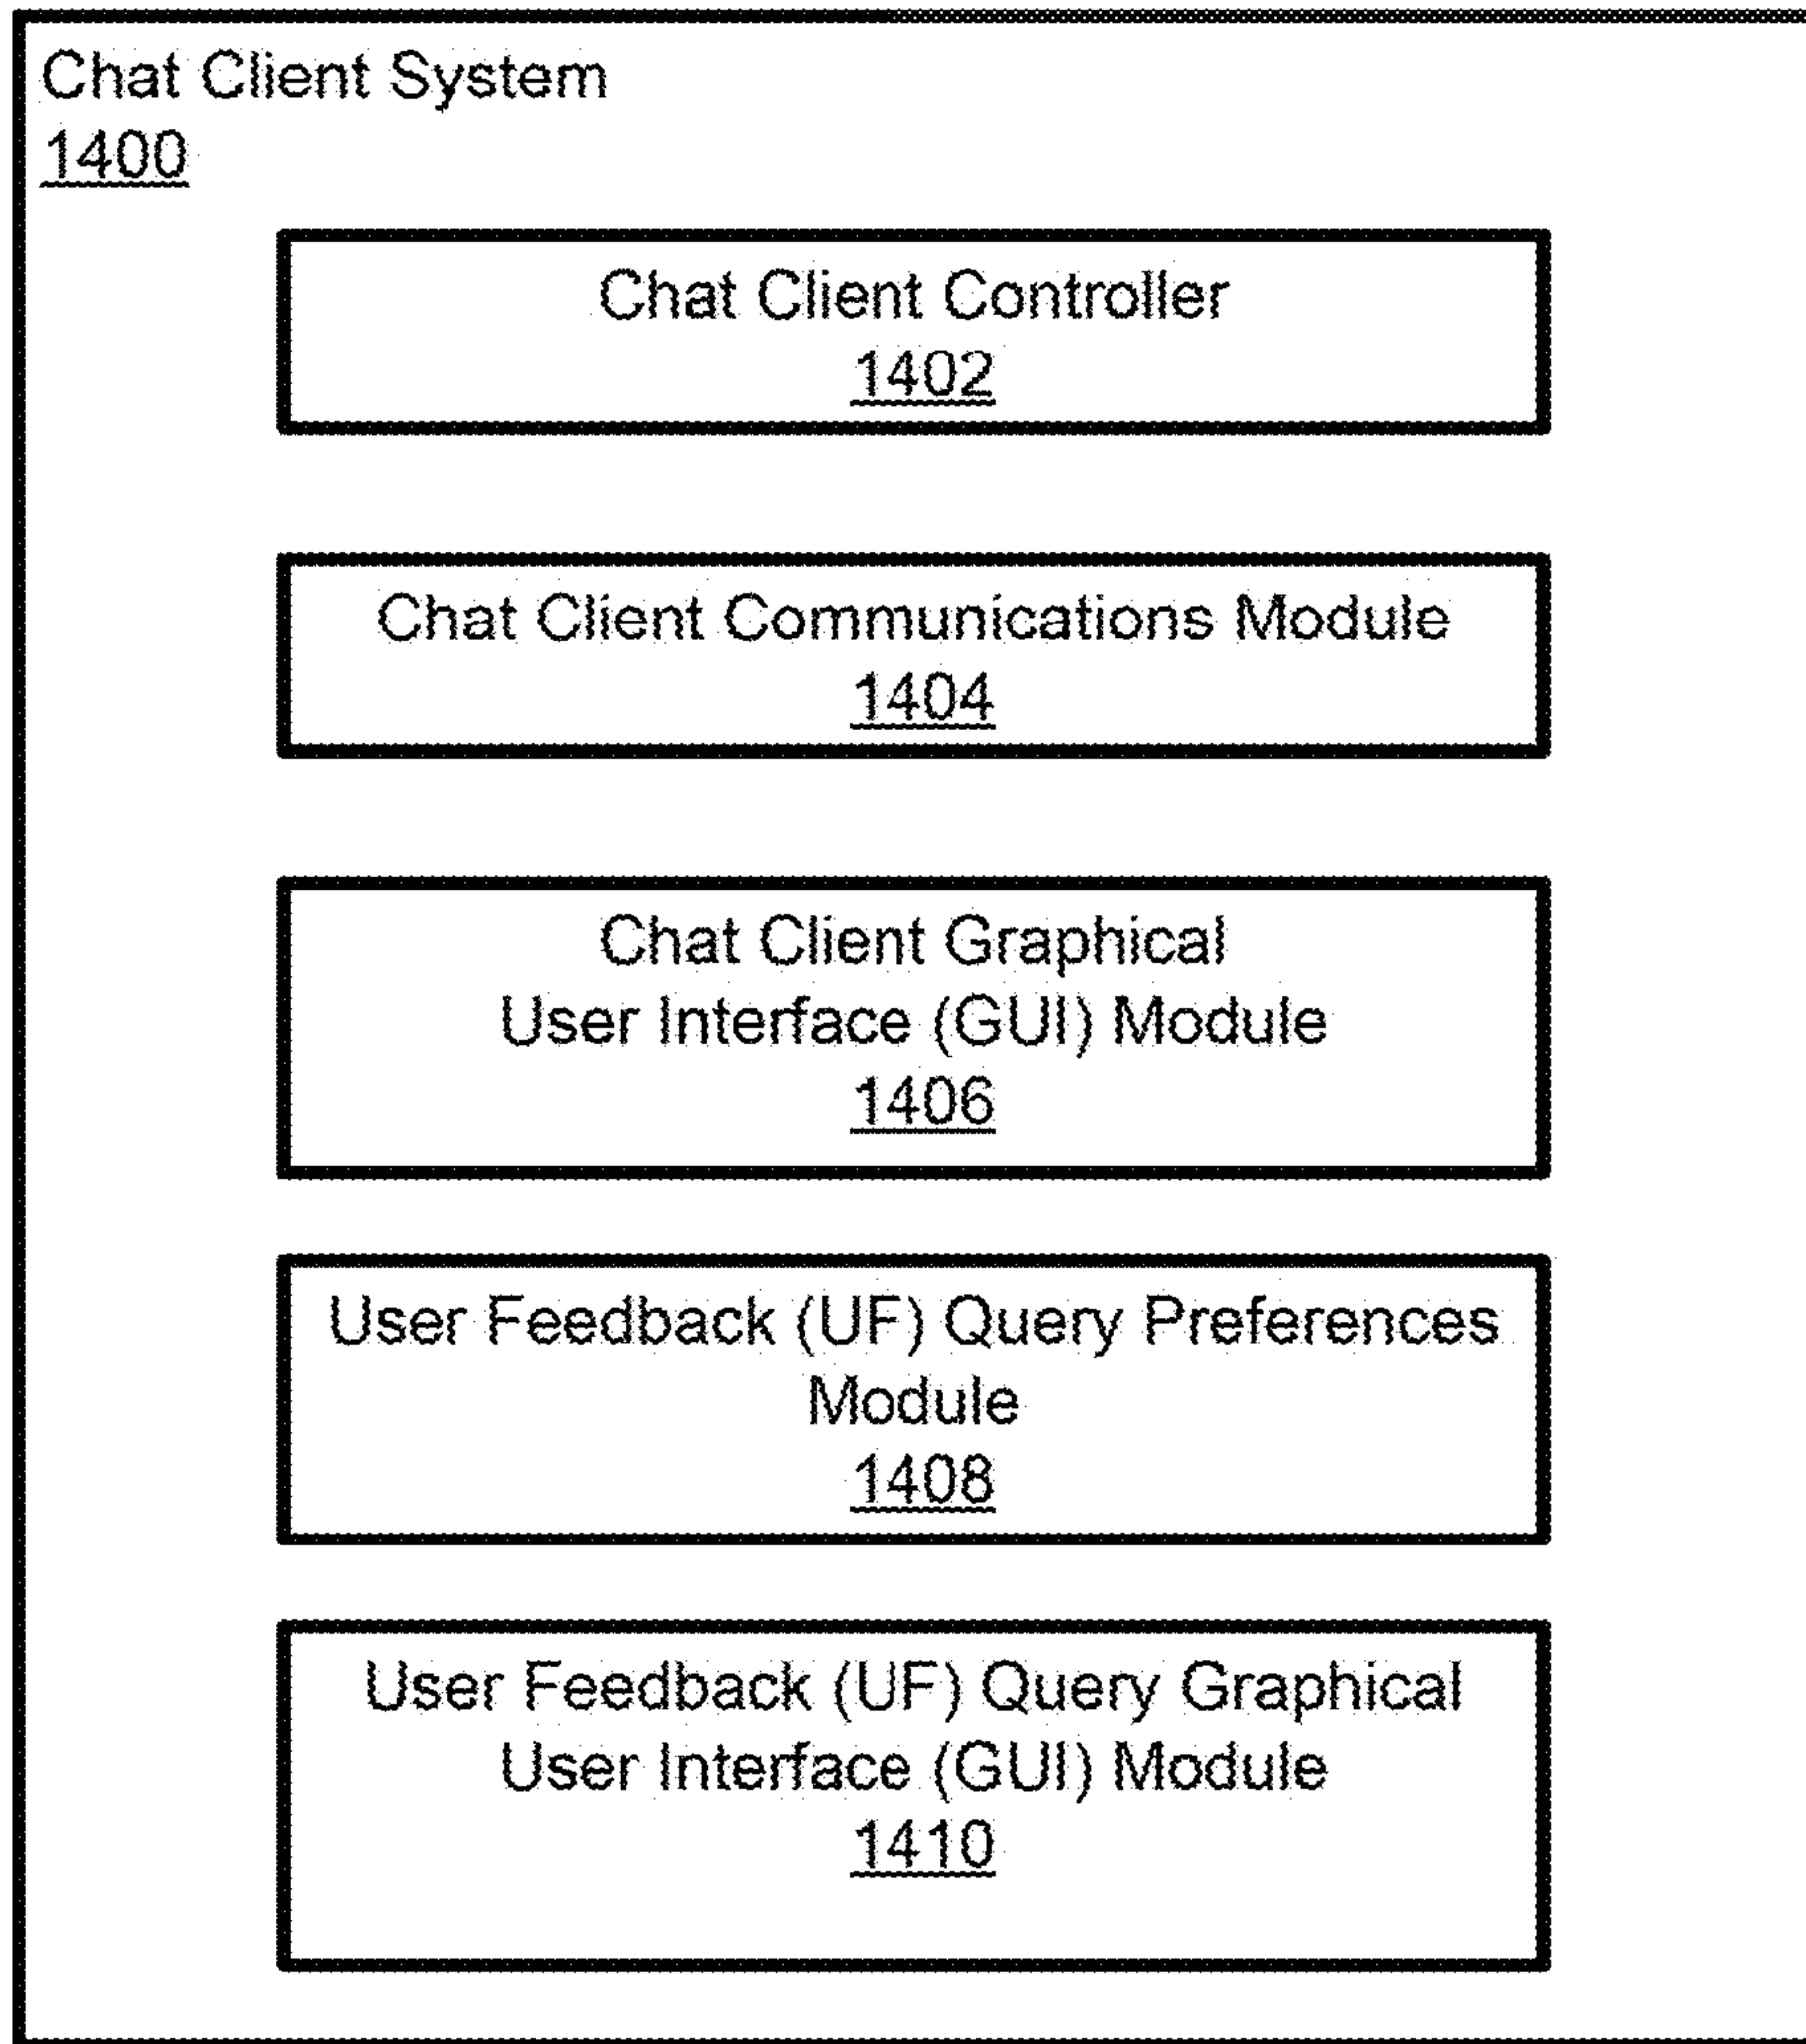 Chat Client System
1400
Chat Client Controller
1402
Chat Client Communications Module
1404
Chat Client Graphical
User Interface (GUI) Module
1406
User Feedback (UF) Query Preferences
Module
1408
User Feedback (UF) Query Graphical
User Interface (GUI) Module
1410